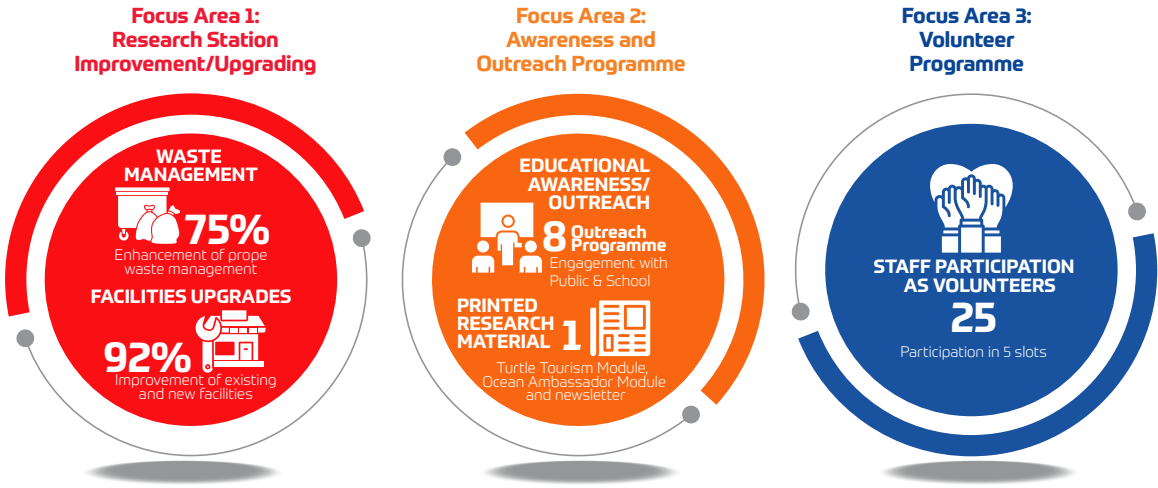 Focus Area 1:
Research Station
Improvement/Upgrading
WASTE
MANAGEMENT
75%
Enhancement of prope
waste management
FACILITIES UPGRADES
92%
Improvement of existing
and new facilities
Focus Area 2:
Awareness and
Outreach Programme
EDUCATIONAL
AWARENESS/
OUTREACH
8 Outreach
Programme
Engagement with
Public & School
PRINTED
RESEARCH
MATERIAL 1
Turtle Tourism Module,
Ocean Ambassador Module
and newsletter
Focus Area 3:
Volunteer
Programme
STAFF PARTICIPATION
AS VOLUNTEERS
25
Participation in 5 slots